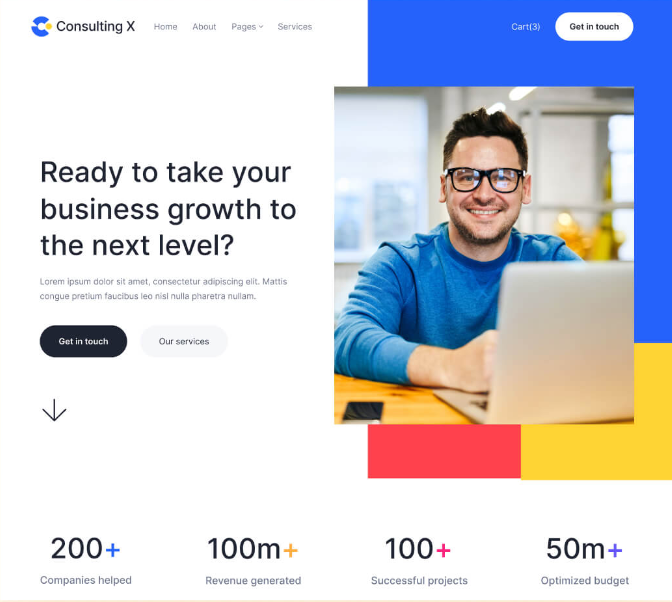 Consulting X
Home
About
Pages
Services
Cart(3)
Get in touch
Ready to take your
business growth to
the next level?
Lorem ipsum dolor sit amet, consectetur adipiscing elit. Mattis
congue pretium faucibus leo nisl nulla pharetra nullam.
Get in touch
Our services
200+
100m+
100+
50m+
Companies helped
Revenue generated
Successful projects
Optimized budget